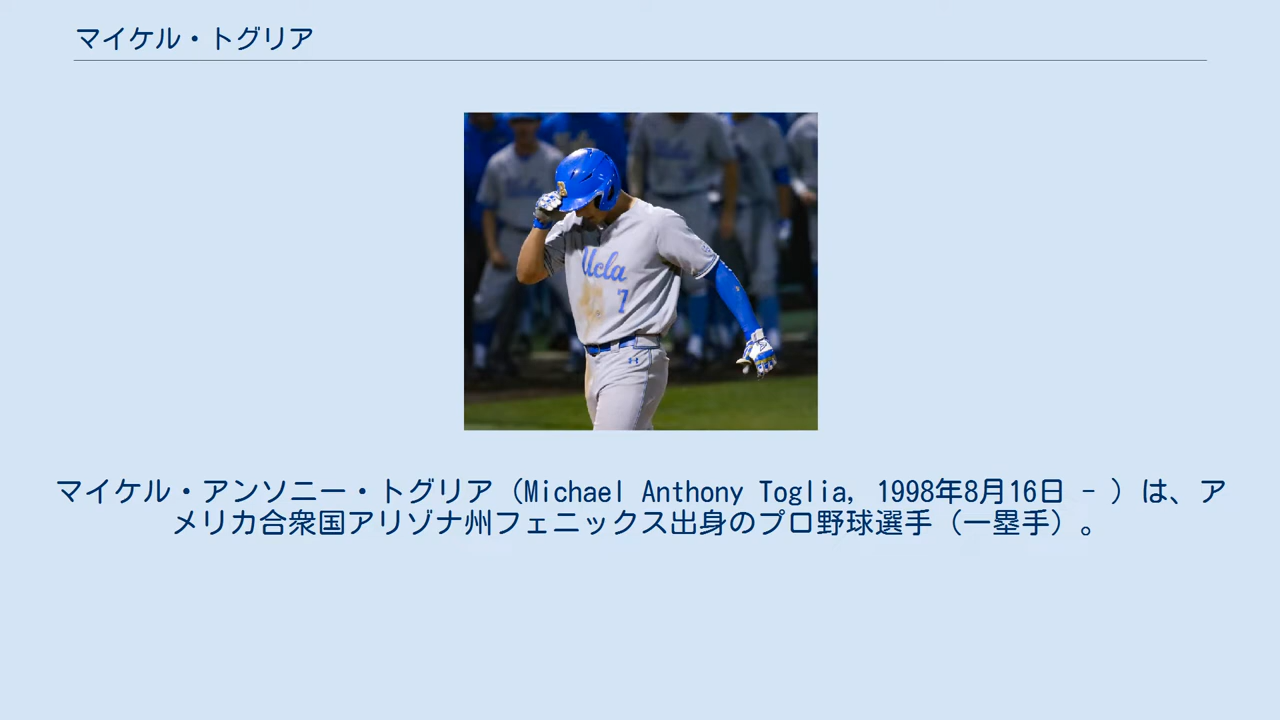 マイケル・トグリア
Ucla
7
マイケル・アンソニー・トグリア（Michael Anthony Toglia, 1998年8月16日 - ）は、ア
メリカ合衆国アリゾナ州フェニックス出身のプロ野球選手（一塁手）。